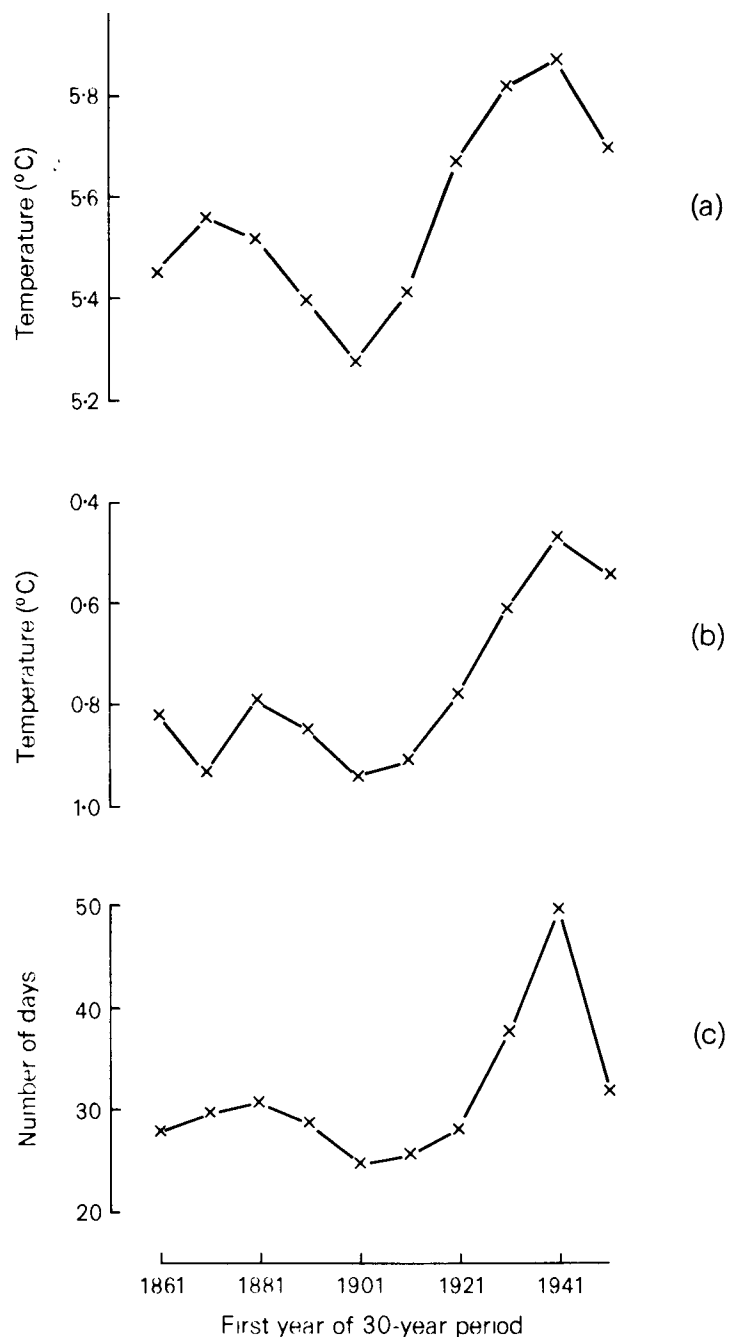 5·8
5·6
5·4
5·2
Temperature (°C)
(a)
0·4
0·6
0·8
1·0
Temperature (°C)
(b)
50
40
30
20
Number of days
(c)
1861 1881 1901 1921 1941
First year of 30-year period